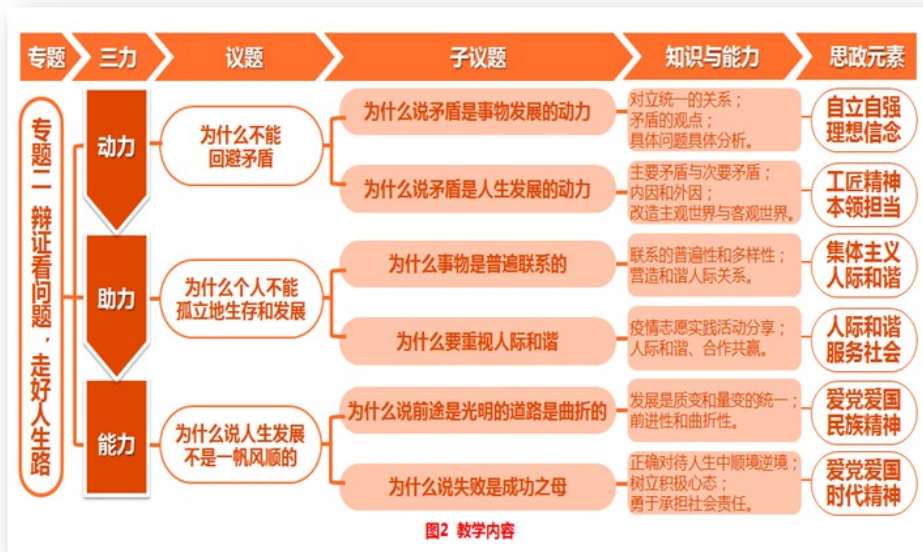 专题
三力
议题
子议题
知识与能力
思政元素
专题二 辩证看问题，走好人生路
动力
为什么不能
回避矛盾
为什么说矛盾是事物发展的动力
对立统一的关系；
矛盾的观点；
具体问题具体分析。
自立自强
理想信念
为什么说矛盾是人生发展的动力
主要矛盾与次要矛盾；
内因和外因；
改造主观世界与客观世界。
工匠精神
本领担当
助力
为什么个人不能
孤立地生存和发展
为什么事物是普遍联系的
联系的普遍性和多样性；
营造和谐人际关系。
集体主义
人际和谐
为什么要重视人际和谐
疫情志愿实践活动分享；
人际和谐、合作共赢。
人际和谐
服务社会
能力
为什么说人生发展
不是一帆风顺的
为什么说前途是光明的道路是曲折的
发展是质变和量变的统一；
前进性和曲折性。
爱党爱国
民族精神
为什么说失败是成功之母
正确对待人生中顺境逆境；
树立积极心态；
勇于承担社会责任。
爱党爱国
时代精神
图2 教学内容